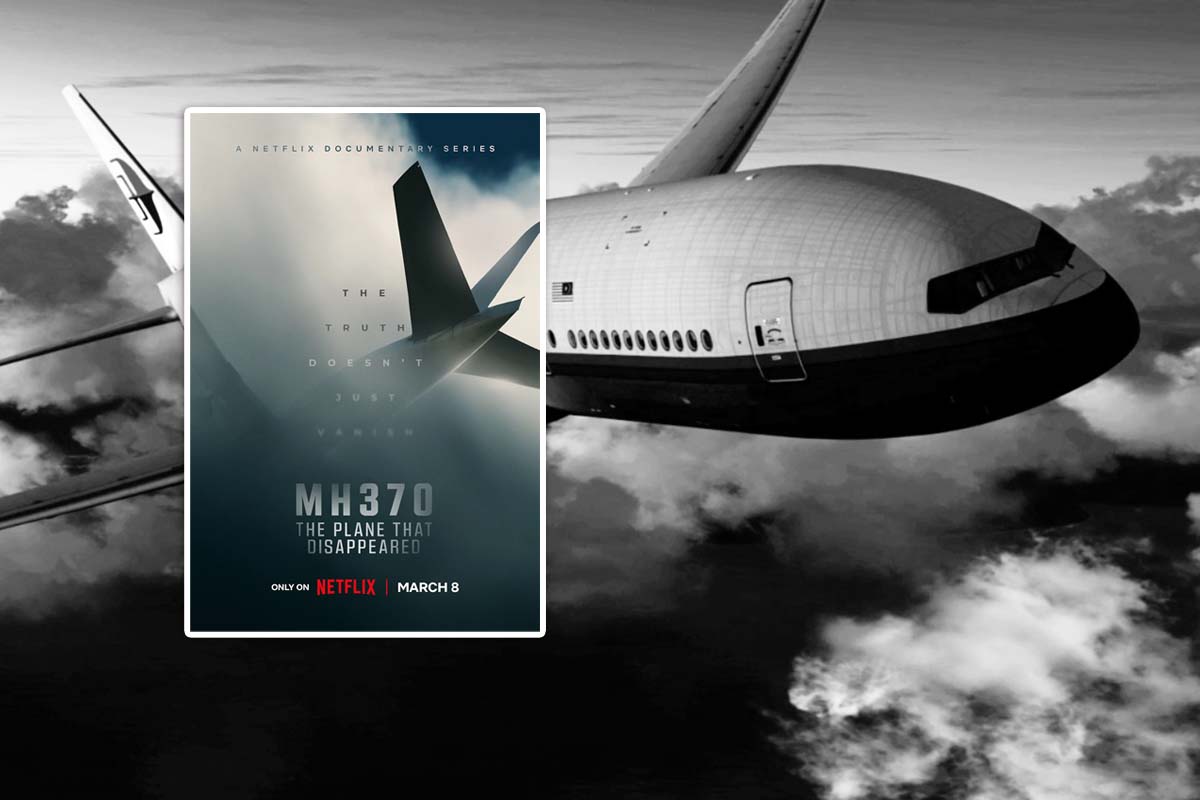 A NETFLIX DOCUMENTARY SERIES
THE
TRUTH
DOESN'T
JUST
VANISH
MH370
THE PLANE THAT
DISAPPEARED
ONLY ON NETFLIX | MARCH 8